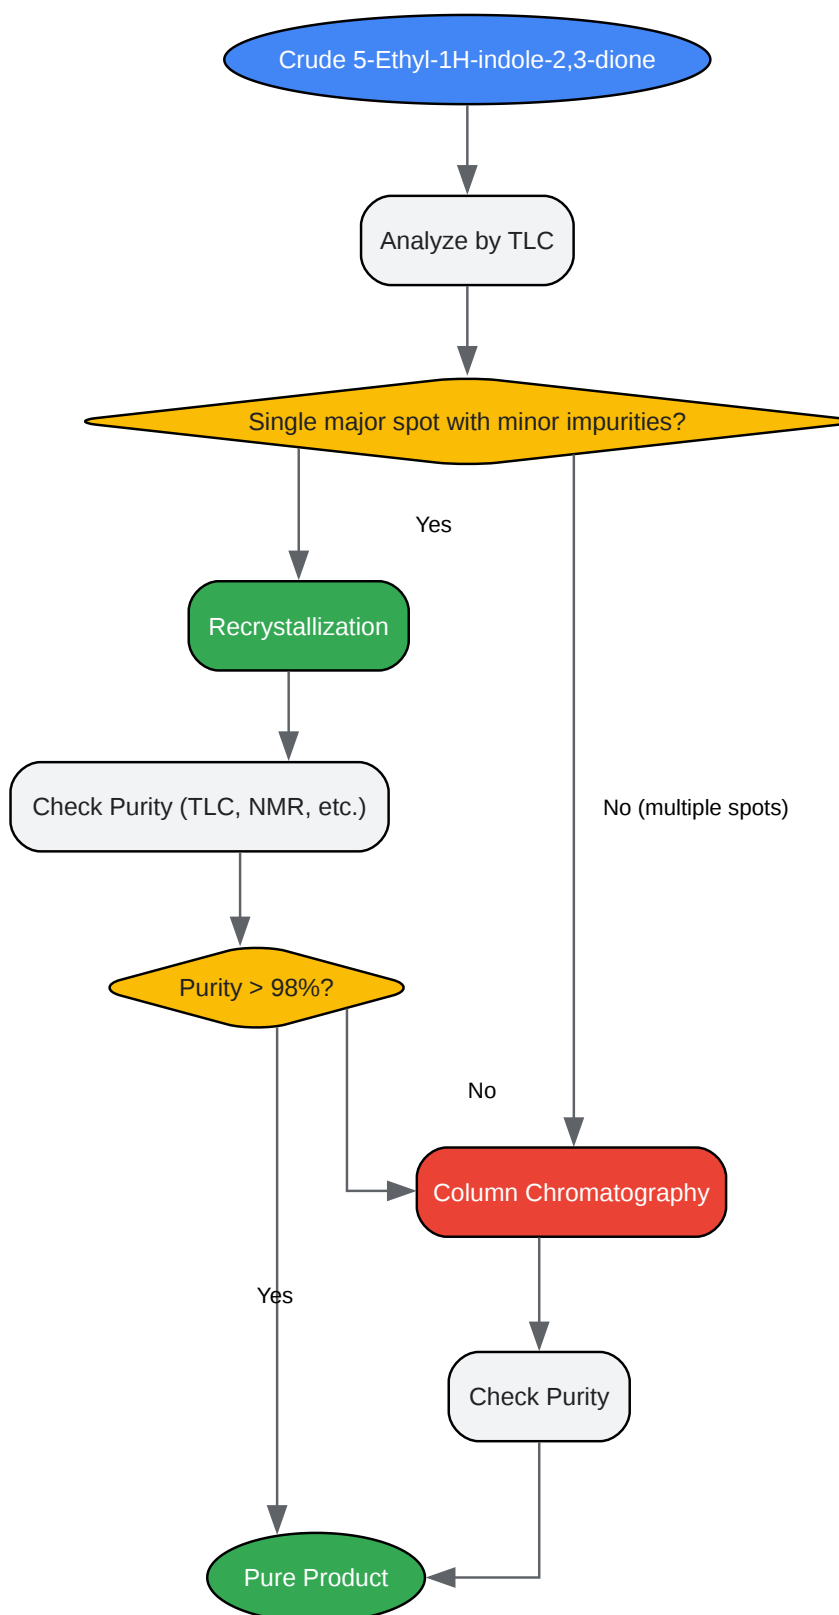 Crude 5-Ethyl-1H-indole-2,3-dione
Analyze by TLC
Single major spot with minor impurities?
Yes
Recrystallization
Check Purity (TLC, NMR, etc.)
No (multiple spots)
Purity > 98%?
No
Column Chromatography
Yes
Check Purity
Pure Product